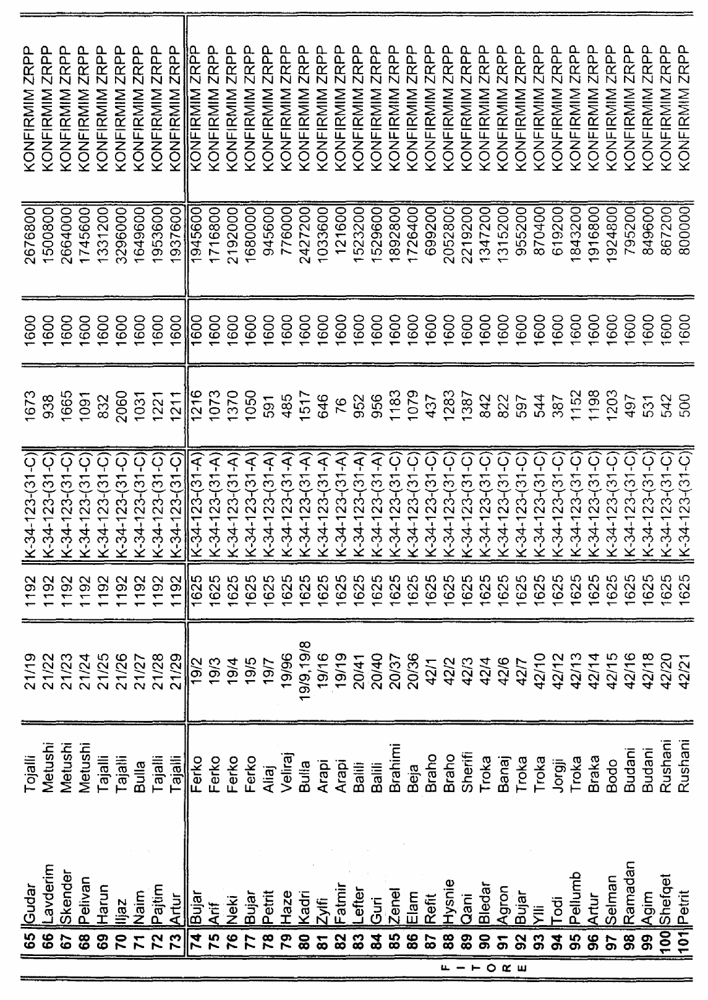 65 Gudar Tojalli 21/19 1192 K-34-123-(31-C) 1673 1600 2676800 KONFIRMIM ZRPP
66 Lavderim Metushi 21/22 1192 K-34-123-(31-C) 938 1600 1500800 KONFIRMIM ZRPP
67 Skender Metushi 21/23 1192 K-34-123-(31-C) 1665 1600 2664000 KONFIRMIM ZRPP
68 Pelivan Metushi 21/24 1192 K-34-123-(31-C) 1091 1600 1745600 KONFIRMIM ZRPP
69 Harun Tajalli 21/25 1192 K-34-123-(31-C) 832 1600 1331200 KONFIRMIM ZRPP
70 Iljaz Tajalli 21/26 1192 K-34-123-(31-C) 2060 1600 3296000 KONFIRMIM ZRPP
71 Naim Bulla 21/27 1192 K-34-123-(31-C) 1031 1600 1649600 KONFIRMIM ZRPP
72 Pajtim Tajalli 21/28 1192 K-34-123-(31-C) 1221 1600 1953600 KONFIRMIM ZRPP
73 Artur Tajalli 21/29 1192 K-34-123-(31-C) 1211 1600 1937600 KONFIRMIM ZRPP
74 Bujar Ferko 19/2 1625 K-34-123-(31-A) 1216 1600 1945600 KONFIRMIM ZRPP
75 Arif Ferko 19/3 1625 K-34-123-(31-A) 1073 1600 1716800 KONFIRMIM ZRPP
76 Neki Ferko 19/4 1625 K-34-123-(31-A) 1370 1600 2192000 KONFIRMIM ZRPP
77 Bujar Ferko 19/5 1625 K-34-123-(31-A) 1050 1600 1680000 KONFIRMIM ZRPP
78 Petrit Aliaj 19/7 1625 K-34-123-(31-A) 591 1600 945600 KONFIRMIM ZRPP
79 Haze Veliraj 19/96 1625 K-34-123-(31-A) 485 1600 776000 KONFIRMIM ZRPP
80 Kadri Bulla 19/9,19/8 1625 K-34-123-(31-A) 1517 1600 2427200 KONFIRMIM ZRPP
81 Zylfi Arapi 19/16 1625 K-34-123-(31-A) 646 1600 1033600 KONFIRMIM ZRPP
82 Fatmir Arapi 19/19 1625 K-34-123-(31-A) 76 1600 121600 KONFIRMIM ZRPP
83 Lefter Balili 20/41 1625 K-34-123-(31-A) 952 1600 1523200 KONFIRMIM ZRPP
84 Guri Balili 20/40 1625 K-34-123-(31-A) 956 1600 1529600 KONFIRMIM ZRPP
85 Zenel Brahimi 20/37 1625 K-34-123-(31-C) 1183 1600 1892800 KONFIRMIM ZRPP
86 Elam Beja 20/36 1625 K-34-123-(31-C) 1079 1600 1726400 KONFIRMIM ZRPP
87 Refit Braho 42/1 1625 K-34-123-(31-C) 437 1600 699200 KONFIRMIM ZRPP
88 Hysnie Braho 42/2 1625 K-34-123-(31-C) 1283 1600 2052800 KONFIRMIM ZRPP
89 Qani Sherifi 42/3 1625 K-34-123-(31-C) 1387 1600 2219200 KONFIRMIM ZRPP
90 Bledar Troka 42/4 1625 K-34-123-(31-C) 842 1600 1347200 KONFIRMIM ZRPP
91 Agron Banaj 42/6 1625 K-34-123-(31-C) 822 1600 1315200 KONFIRMIM ZRPP
92 Bujar Troka 42/7 1625 K-34-123-(31-C) 597 1600 955200 KONFIRMIM ZRPP
93 Ylli Troka 42/10 1625 K-34-123-(31-C) 544 1600 870400 KONFIRMIM ZRPP
94 Todi Jorgji 42/12 1625 K-34-123-(31-C) 387 1600 619200 KONFIRMIM ZRPP
95 Pellumb Troka 42/13 1625 K-34-123-(31-C) 1152 1600 1843200 KONFIRMIM ZRPP
96 Artur Braka 42/14 1625 K-34-123-(31-C) 1198 1600 1916800 KONFIRMIM ZRPP
97 Selman Bodo 42/15 1625 K-34-123-(31-C) 1203 1600 1924800 KONFIRMIM ZRPP
98 Ramadan Budani 42/16 1625 K-34-123-(31-C) 497 1600 795200 KONFIRMIM ZRPP
99 Agim Budani 42/18 1625 K-34-123-(31-C) 531 1600 849600 KONFIRMIM ZRPP
100 Shefqet Rushani 42/20 1625 K-34-123-(31-C) 542 1600 867200 KONFIRMIM ZRPP
101 Petrit Rushani 42/21 1625 K-34-123-(31-C) 500 1600 800000 KONFIRMIM ZRPP
F
I
T
O
R
E